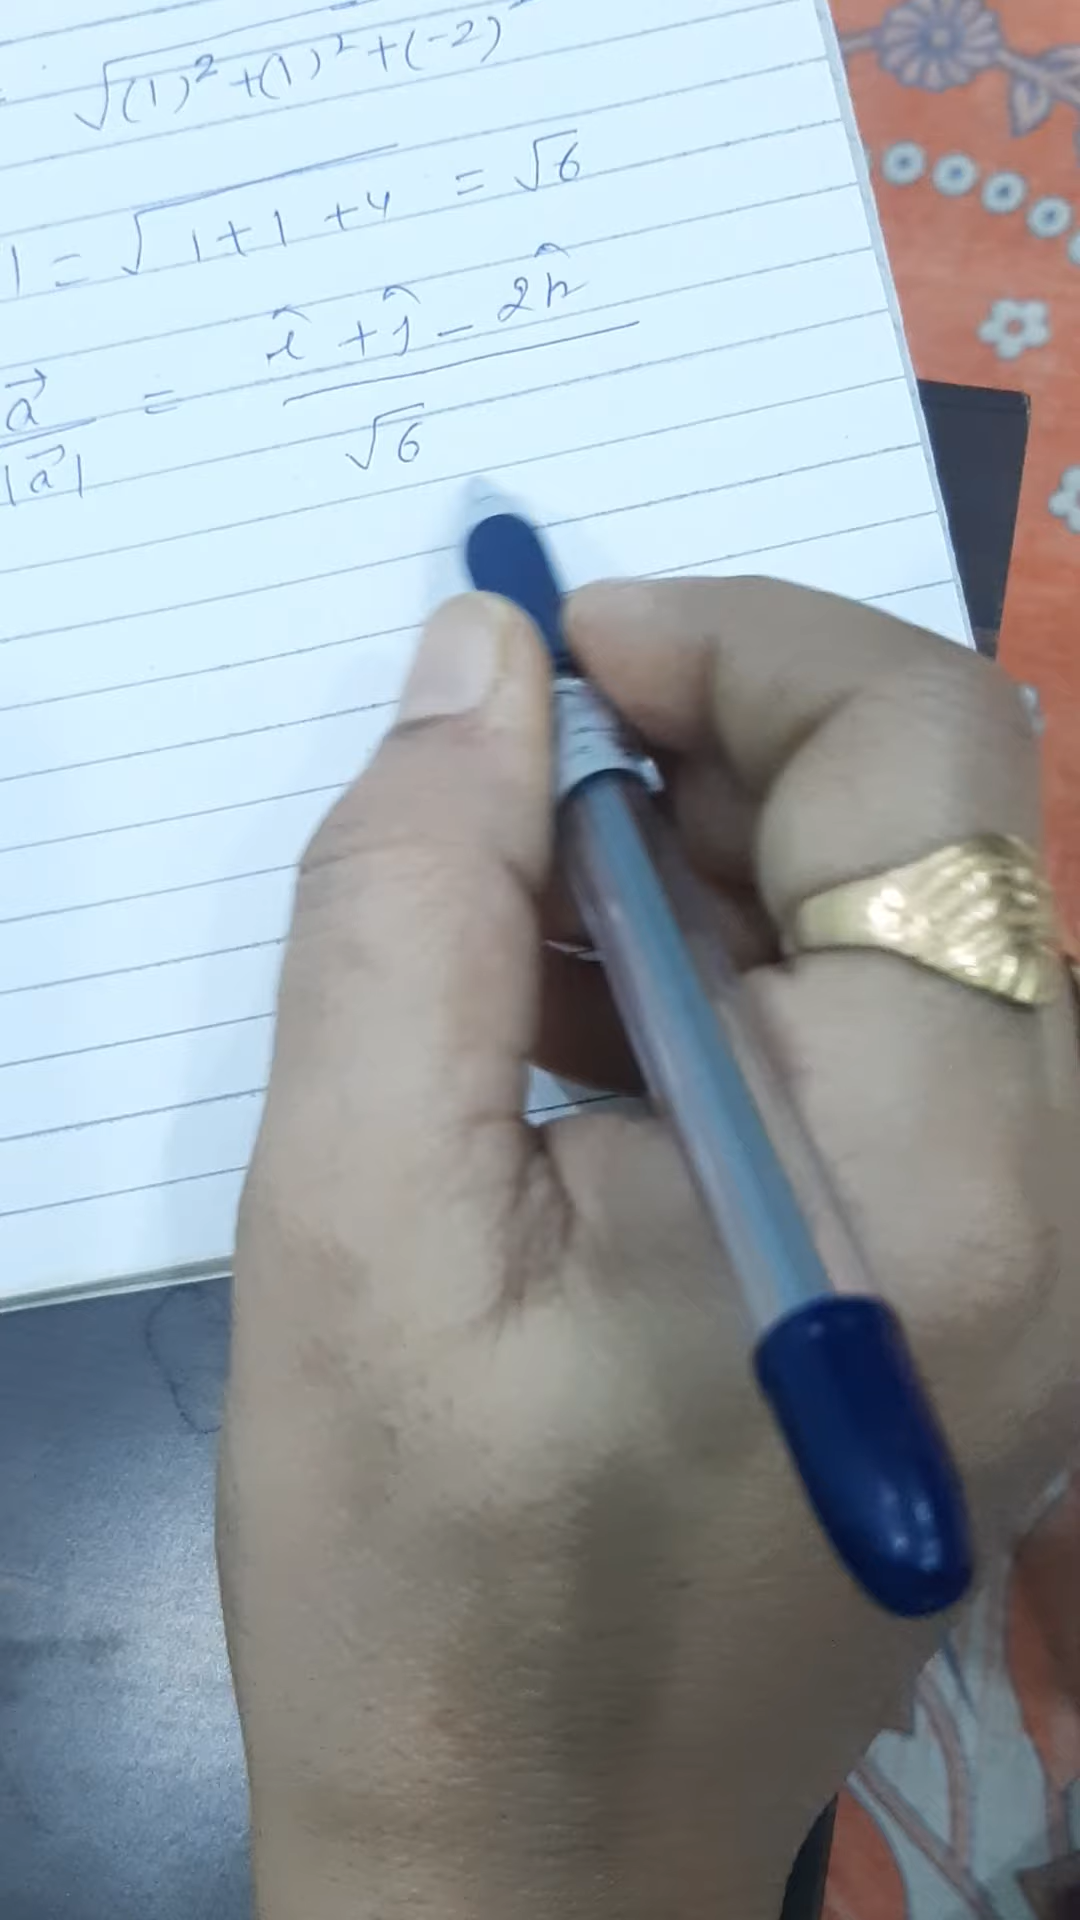 √(1)² + (1)² + (-2)²
| = √1 + 1 + 4 = √6
a⃗ / |a⃗| = î + ĵ - 2k̂ / √6